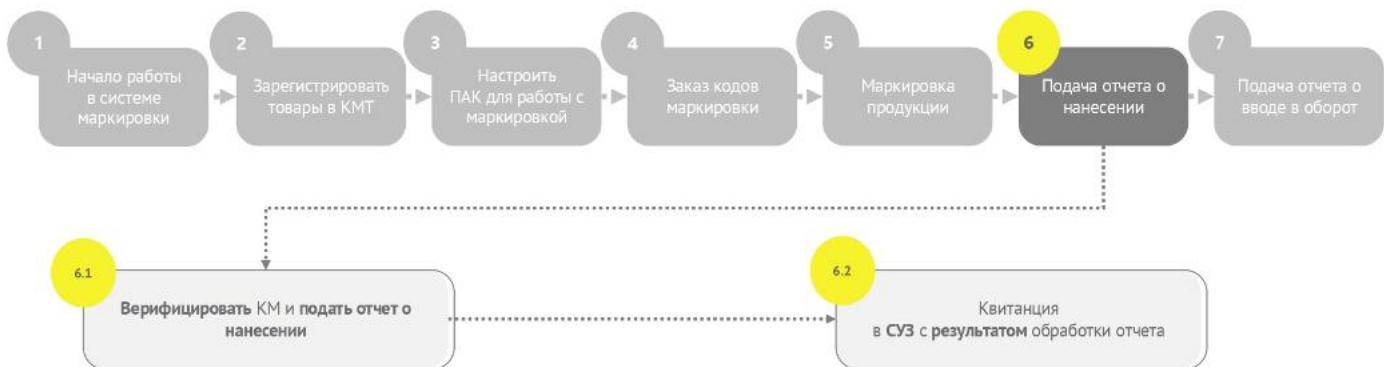 1
Начало работы
в системе
маркировки
2
Зарегистрировать
товары в КМТ
3
Настроить
ПАК для работы с
маркировкой
4
Заказ кодов
маркировки
5
Маркировка
продукции
6
Подача отчета о
нанесении
7
Подача отчета о
вводе в оборот
6.1
Верифицировать КМ и подать отчет о
нанесении
6.2
Квитанция
в СУЗ с результатом обработки отчета